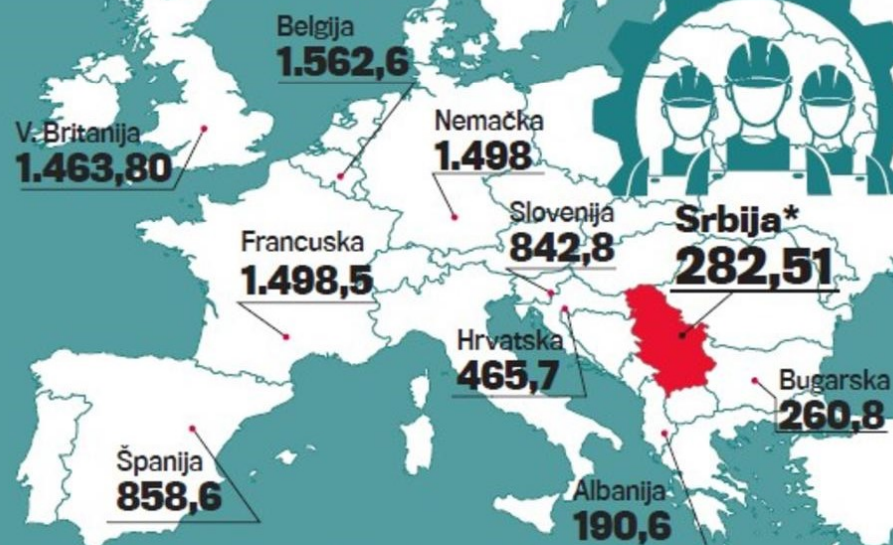 Belgija
1.562,6
V. Britanija
1.463,80
Nemačka
1.498
Slovenija
842,8
Srbija*
282,51
Francuska
1.498,5
Hrvatska
465,7
Bugarska
260,8
Španija
858,6
Albanija
190,6